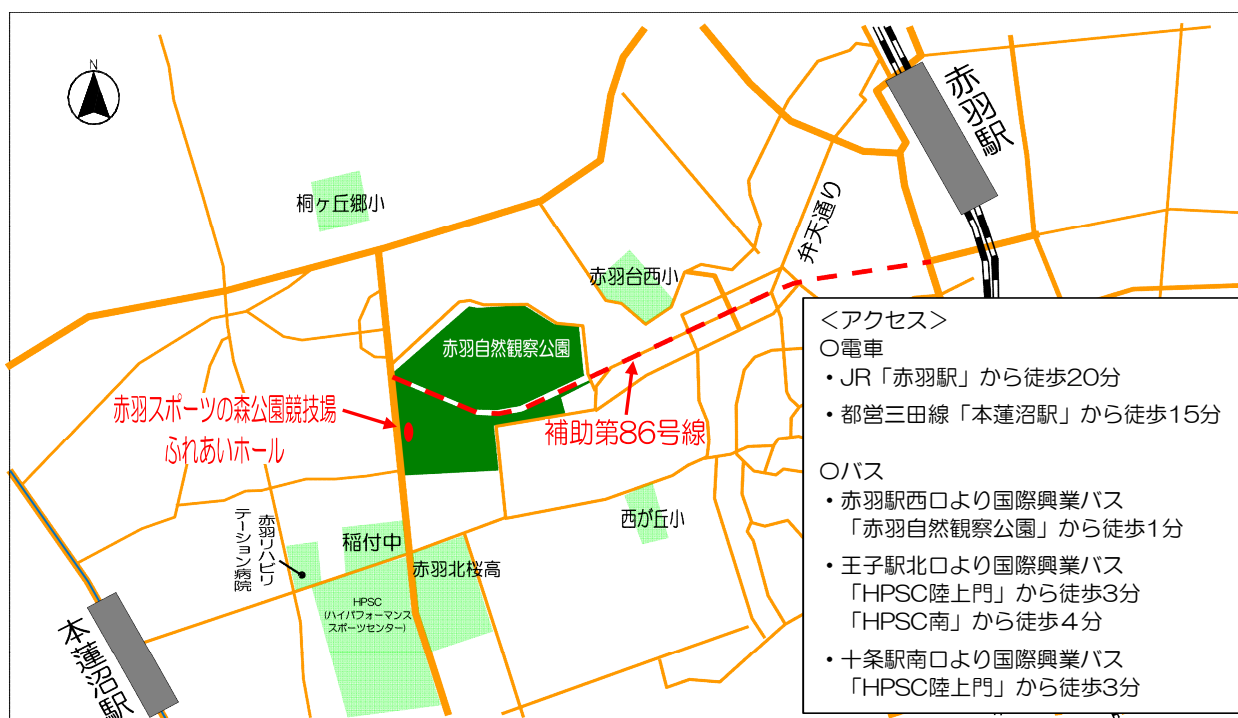 N
赤羽駅
桐ヶ丘郷小
弁天通り
赤羽台西小
赤羽自然観察公園
赤羽スポーツの森公園競技場
ふれあいホール
補助第86号線
西が丘小
赤羽リハビリ
テーション病院
稲付中
赤羽北桜高
HPSC
(ハイパフォーマンス
スポーツセンター)
本蓮沼駅
＜アクセス＞
○電車
・JR「赤羽駅」から徒歩20分
・都営三田線「本蓮沼駅」から徒歩15分
○バス
・赤羽駅西口より国際興業バス
「赤羽自然観察公園」から徒歩1分
・王子駅北口より国際興業バス
「HPSC陸上門」から徒歩3分
「HPSC南」から徒歩４分
・十条駅南口より国際興業バス
「HPSC陸上門」から徒歩3分